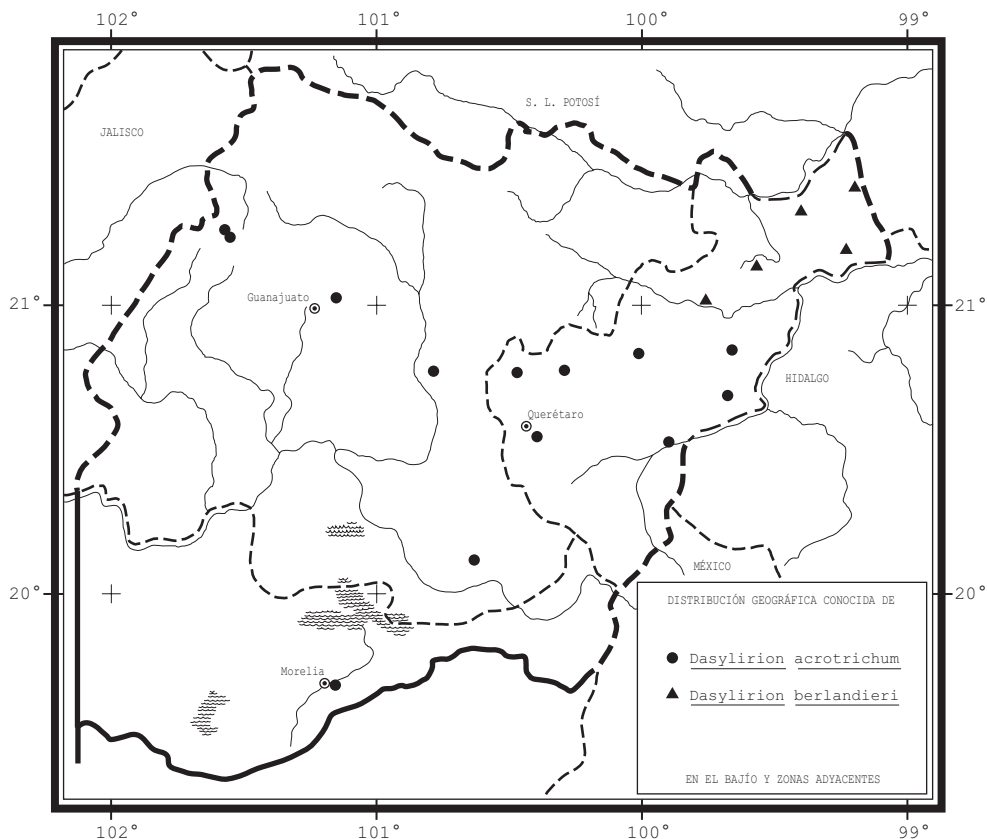 102° 101° 100° 99°
S. L. POTOSÍ
JALISCO
Guanajuato
21° 21°
HIDALGO
Querétaro
MÉXICO
20° 20°
DISTRIBUCIÓN GEOGRÁFICA CONOCIDA DE
Dasylirion acrotrichum
Morelia
Dasylirion berlandieri
EN EL BAJÍO Y ZONAS ADYACENTES
102° 101° 100° 99°